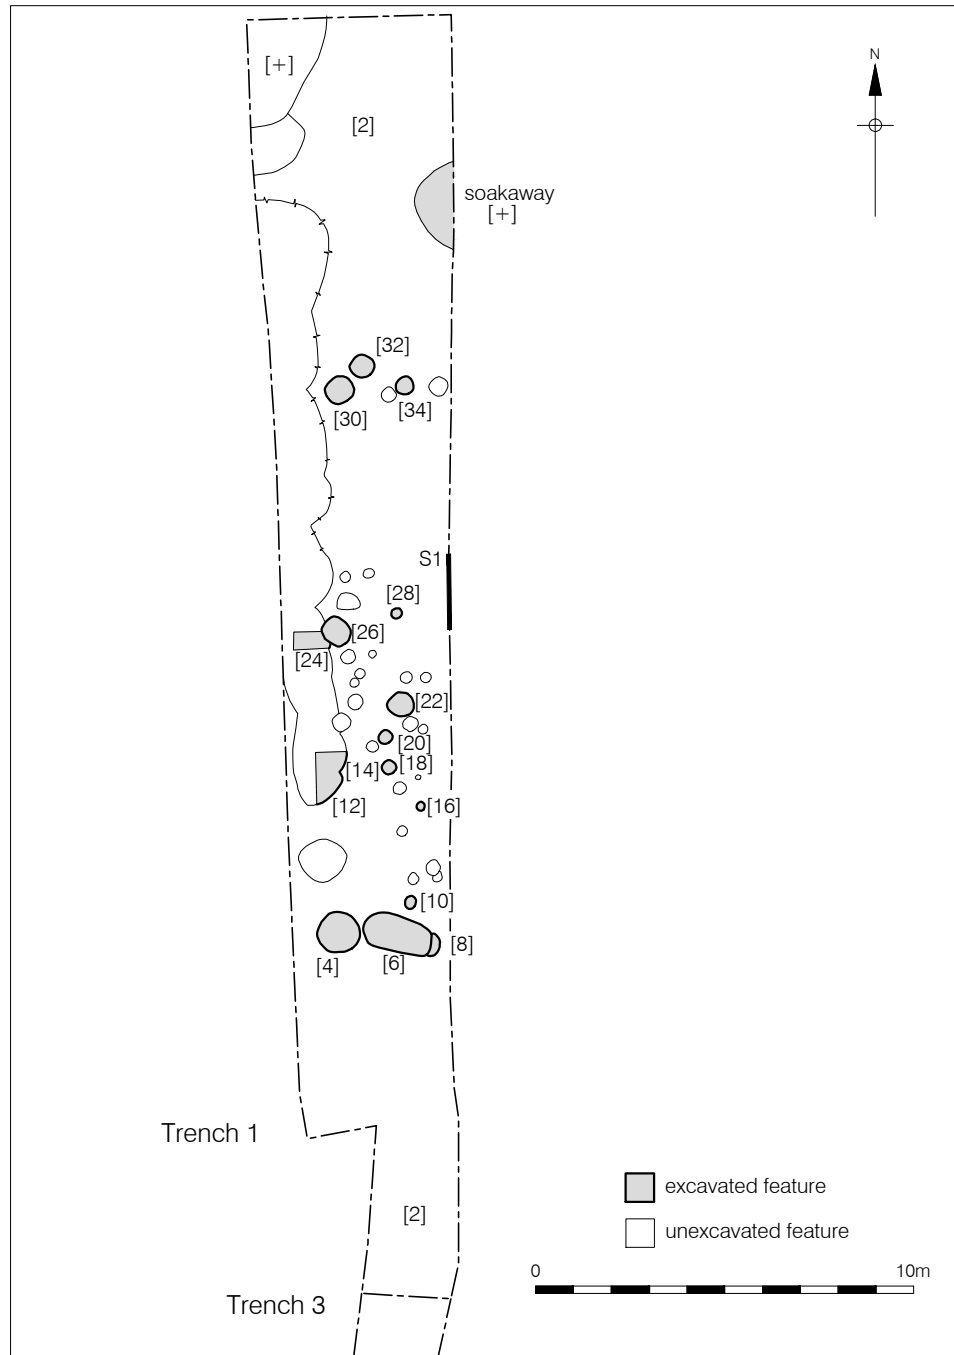 N
[+]
[2]
soakaway
[+]
[32]
[30]
[34]
S1
[28]
[26]
[24]
[22]
[20]
[14]
[18]
[12]
[16]
[10]
[4]
[6]
[8]
Trench 1
[2]
excavated feature
unexcavated feature
0
10m
Trench 3